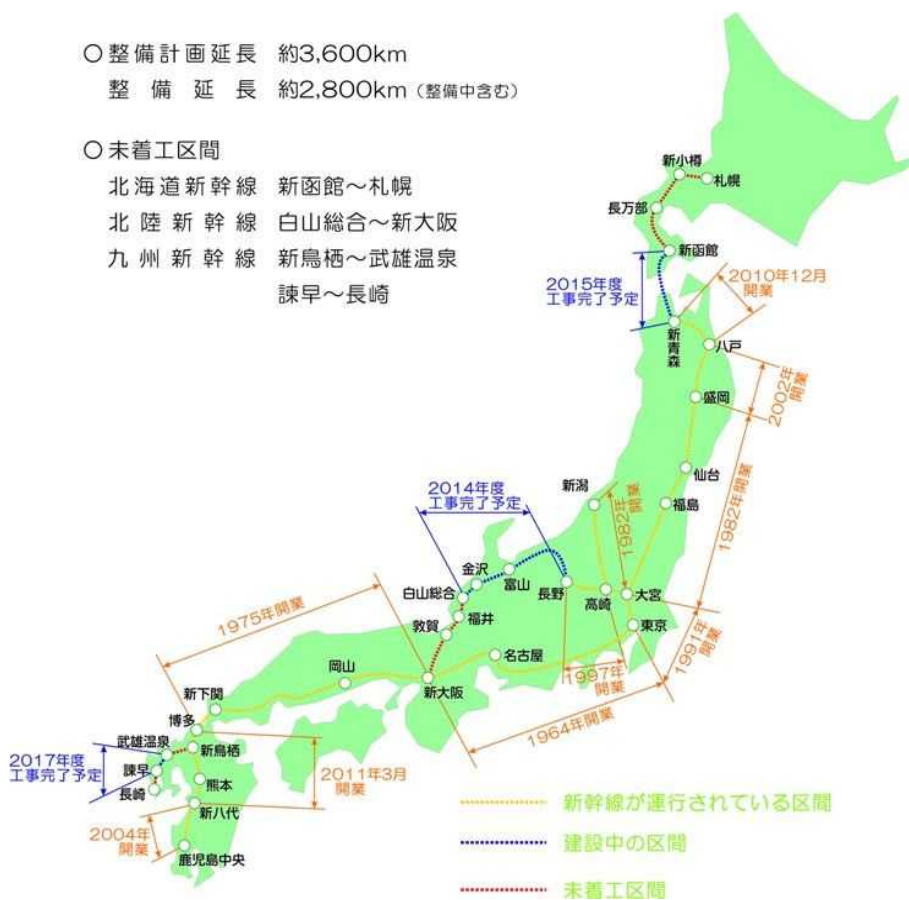 ○整備計画延長 約3,600km
整備延長 約2,800km（整備中含む）
○未着工区間
北海道新幹線 新函館～札幌
北陸新幹線 白山総合～新大阪
九州新幹線 新鳥栖～武雄温泉
諫早～長崎
新小樽
札幌
長万部
新函館
2015年度
工事完了予定
2010年12月
開業
新青森
八戸
2002年
開業
盛岡
仙台
1982年開業
2014年度
工事完了予定
新潟
1982年
開業
福島
金沢
富山
白山総合
長野
高崎
大宮
福井
敦賀
東京
1991年
開業
1975年開業
名古屋
岡山
新大阪
1997年
開業
1964年開業
新下関
博多
武雄温泉
新鳥栖
2017年度
工事完了予定
諫早
熊本
長崎
2011年3月
開業
新八代
2004年
開業
鹿児島中央
新幹線が運行されている区間
建設中の区間
未着工区間